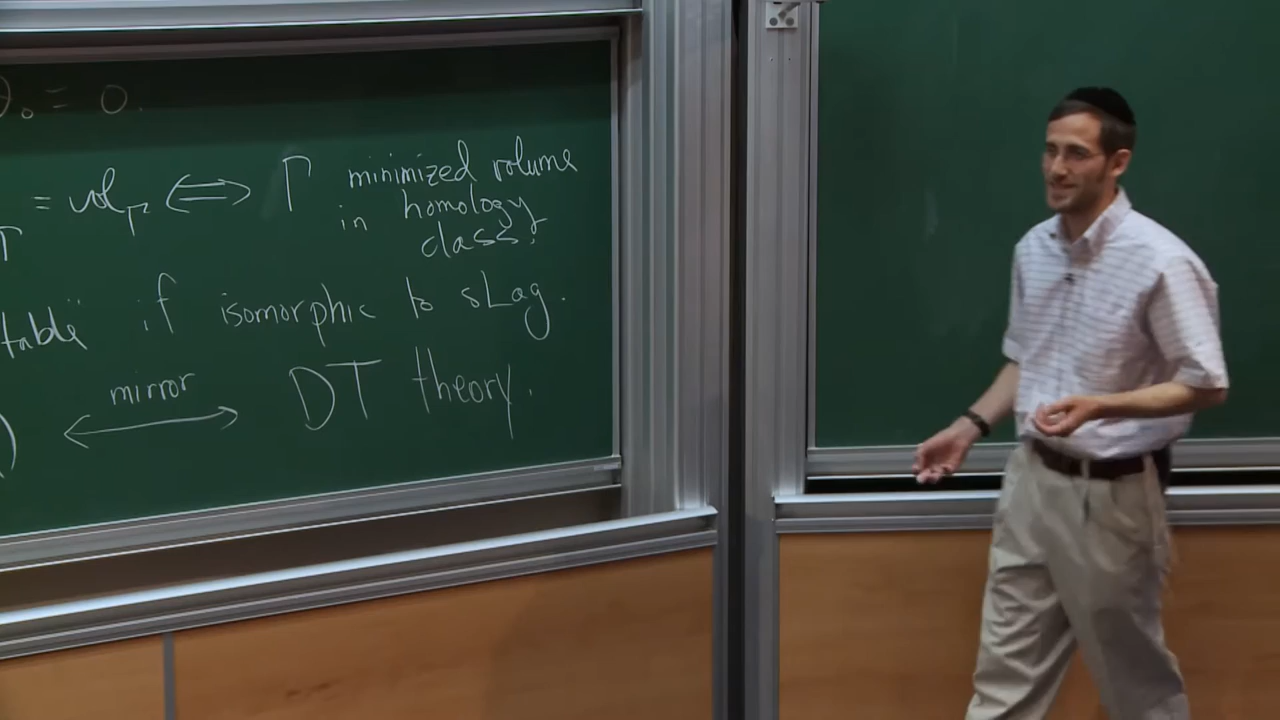 θ₀ = 0.
= vol_Γ ⟺ Γ minimized volume
in homology
class.
table" if isomorphic to sLag.
) ⟷ mirror DT theory.